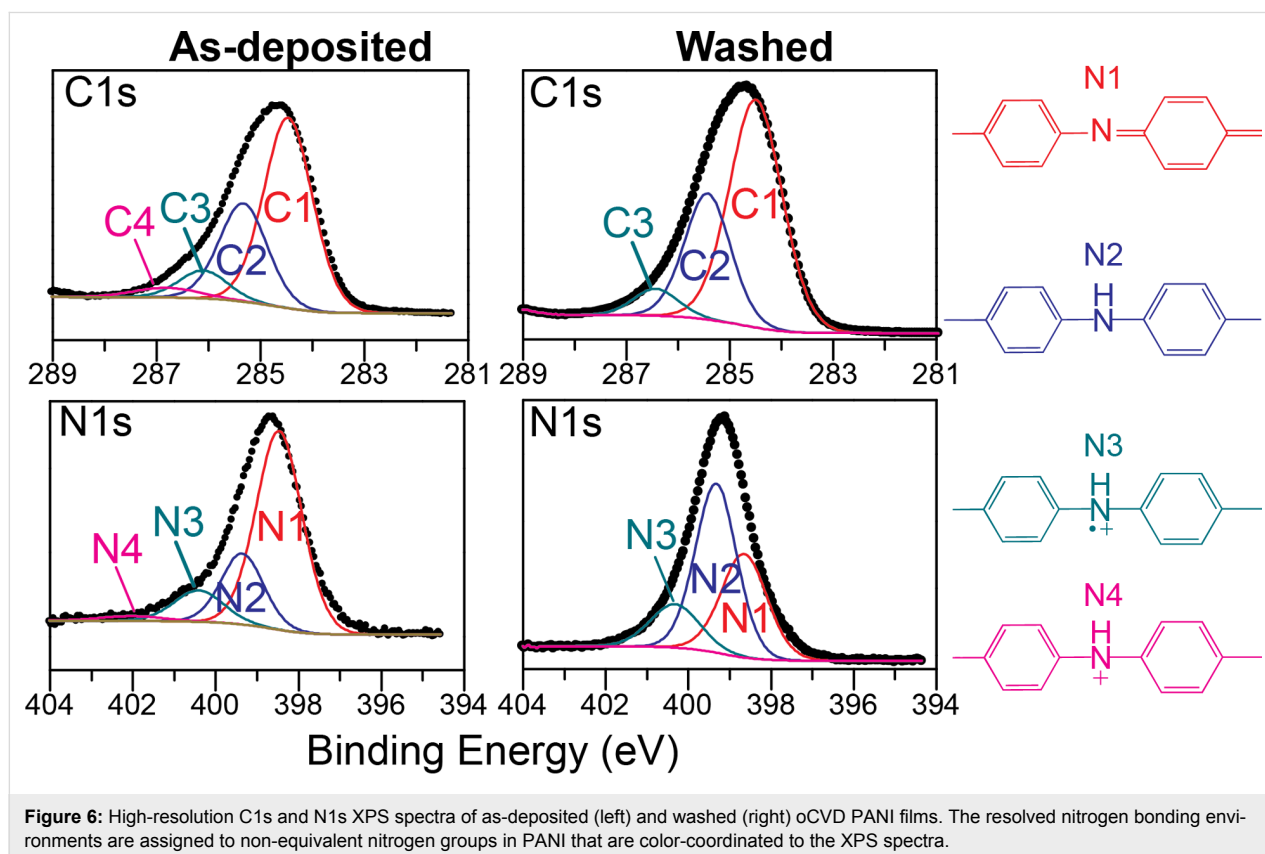 As-deposited
Washed
C1s
C4
C3
C2
C1
289 287 285 283 281
C1s
C3
C2
C1
289 287 285 283 281
N1s
N4
N3
N2
N1
404 402 400 398 396 394
N1s
N3
N2
N1
404 402 400 398 396 394
Binding Energy (eV)
N1
N
N2
H
N
N3
H
N
•+
N4
H
N
+
Figure 6: High-resolution C1s and N1s XPS spectra of as-deposited (left) and washed (right) oCVD PANI films. The resolved nitrogen bonding envi-
ronments are assigned to non-equivalent nitrogen groups in PANI that are color-coordinated to the XPS spectra.